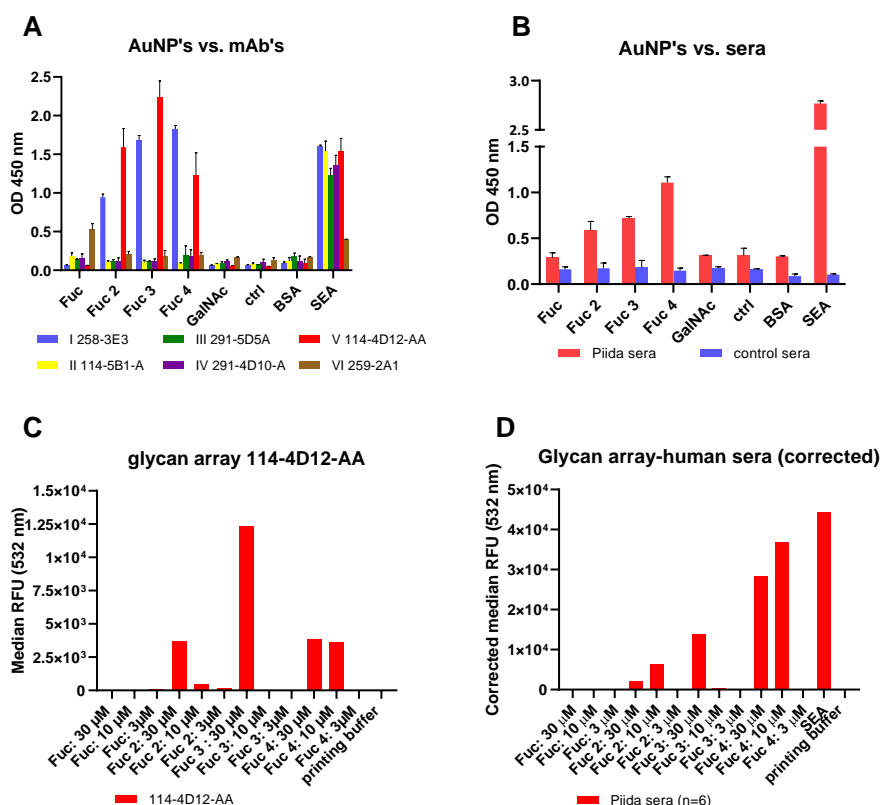 A
AuNP's vs. mAb's
OD 450 nm
2.5
2.0
1.5
1.0
0.5
0.0
Fuc
Fuc 2
Fuc 3
Fuc 4
GalNAc
ctrl
BSA
SEA
I 258-3E3
III 291-5D5A
V 114-4D12-AA
II 114-5B1-A
IV 291-4D10-A
VI 259-2A1
B
AuNP's vs. sera
OD 450 nm
3.0
2.5
1.5
1.0
0.5
0.0
Fuc
Fuc 2
Fuc 3
Fuc 4
GalNAc
ctrl
BSA
SEA
Piida sera
control sera
C
glycan array 114-4D12-AA
Median RFU (532 nm)
1.5×10⁴
1.25×10⁴
1×10⁴
7.5×10³
5×10³
2.5×10³
0
Fuc: 30 µM
Fuc: 10 µM
Fuc: 3µM
Fuc 2: 30 µM
Fuc 2: 10 µM
Fuc 2: 3µM
Fuc 3: 30 µM
Fuc 3: 10 µM
Fuc 3: 3µM
Fuc 4: 30 µM
Fuc 4: 10 µM
Fuc 4: 3µM
printing buffer
114-4D12-AA
D
Glycan array-human sera (corrected)
Corrected median RFU (532 nm)
5×10⁴
4×10⁴
3×10⁴
2×10⁴
1×10⁴
0
Fuc: 30 µM
Fuc: 10 µM
Fuc: 3 µM
Fuc 2: 30 µM
Fuc 2: 10 µM
Fuc 2: 3 µM
Fuc 3: 30 µM
Fuc 3: 10 µM
Fuc 3: 3 µM
Fuc 4: 30 µM
Fuc 4: 10 µM
Fuc 4: 3 µM
SEA
printing buffer
Piida sera (n=6)